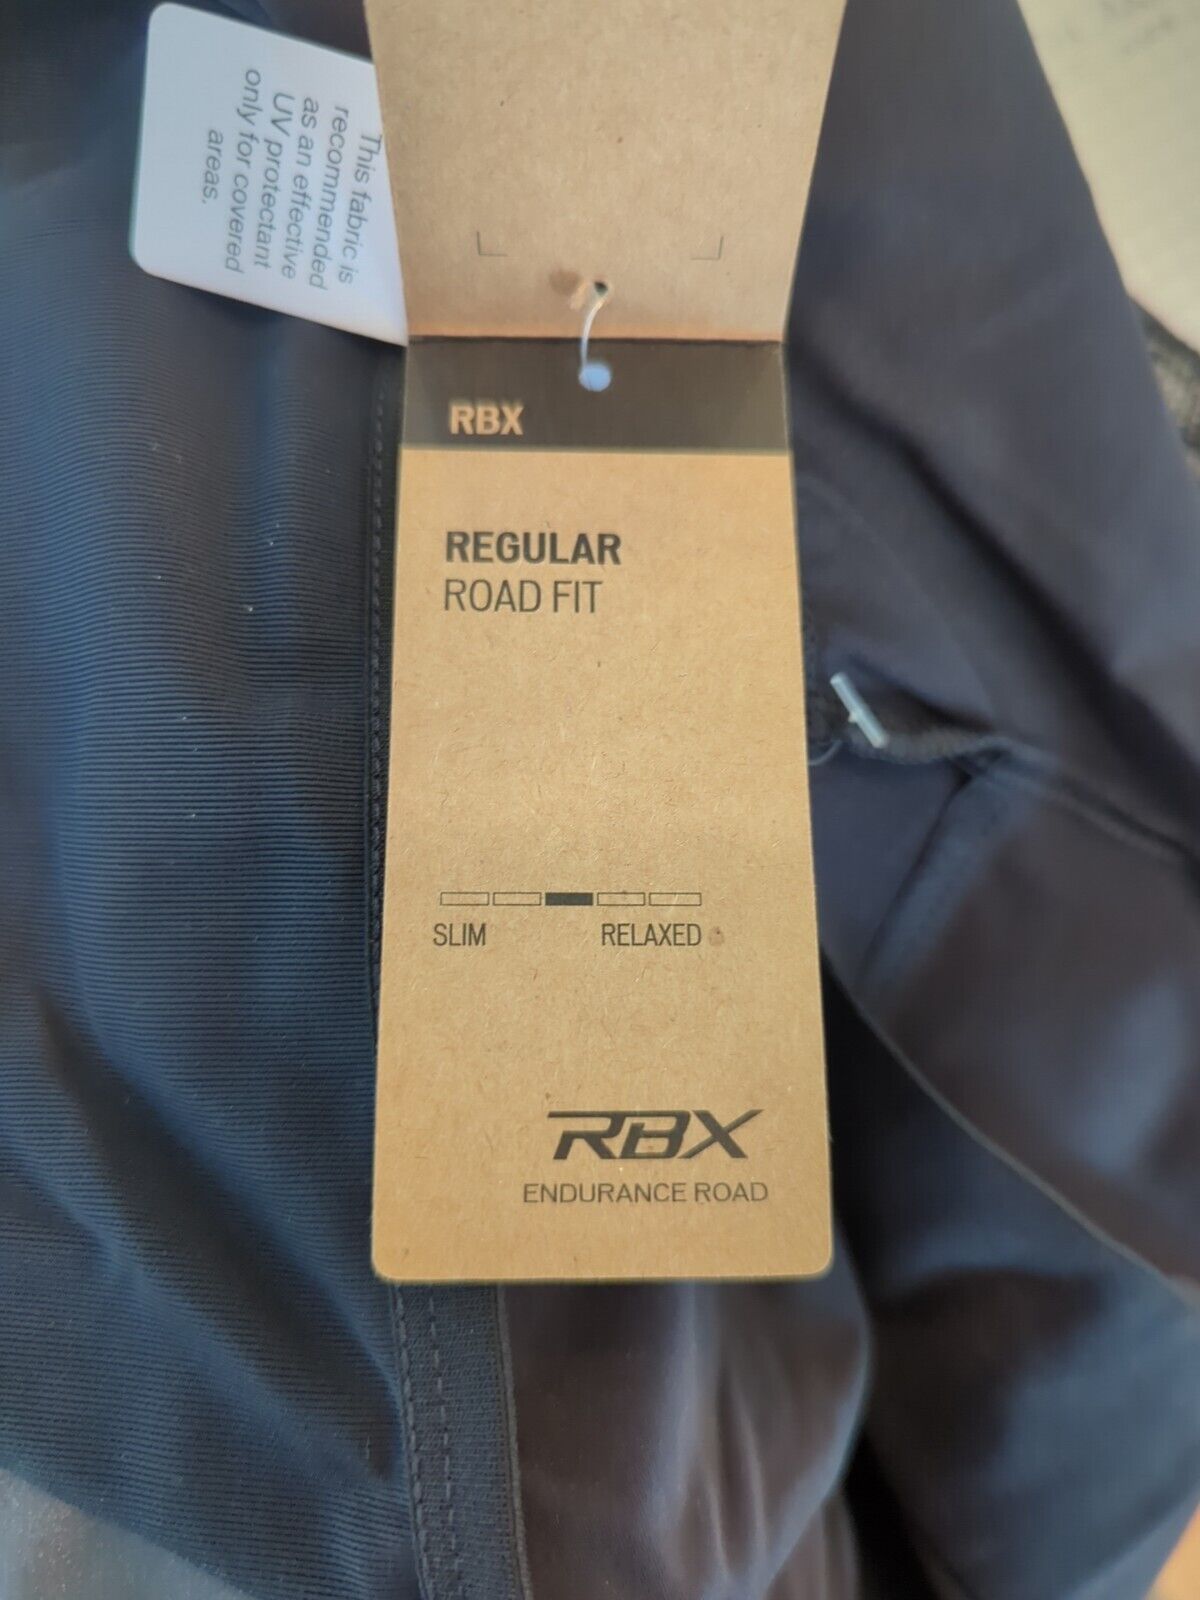 This fabric is
recommended
as an effective
UV protectant
only for covered
areas.
RBX
REGULAR
ROAD FIT
SLIM RELAXED
RBX
ENDURANCE ROAD